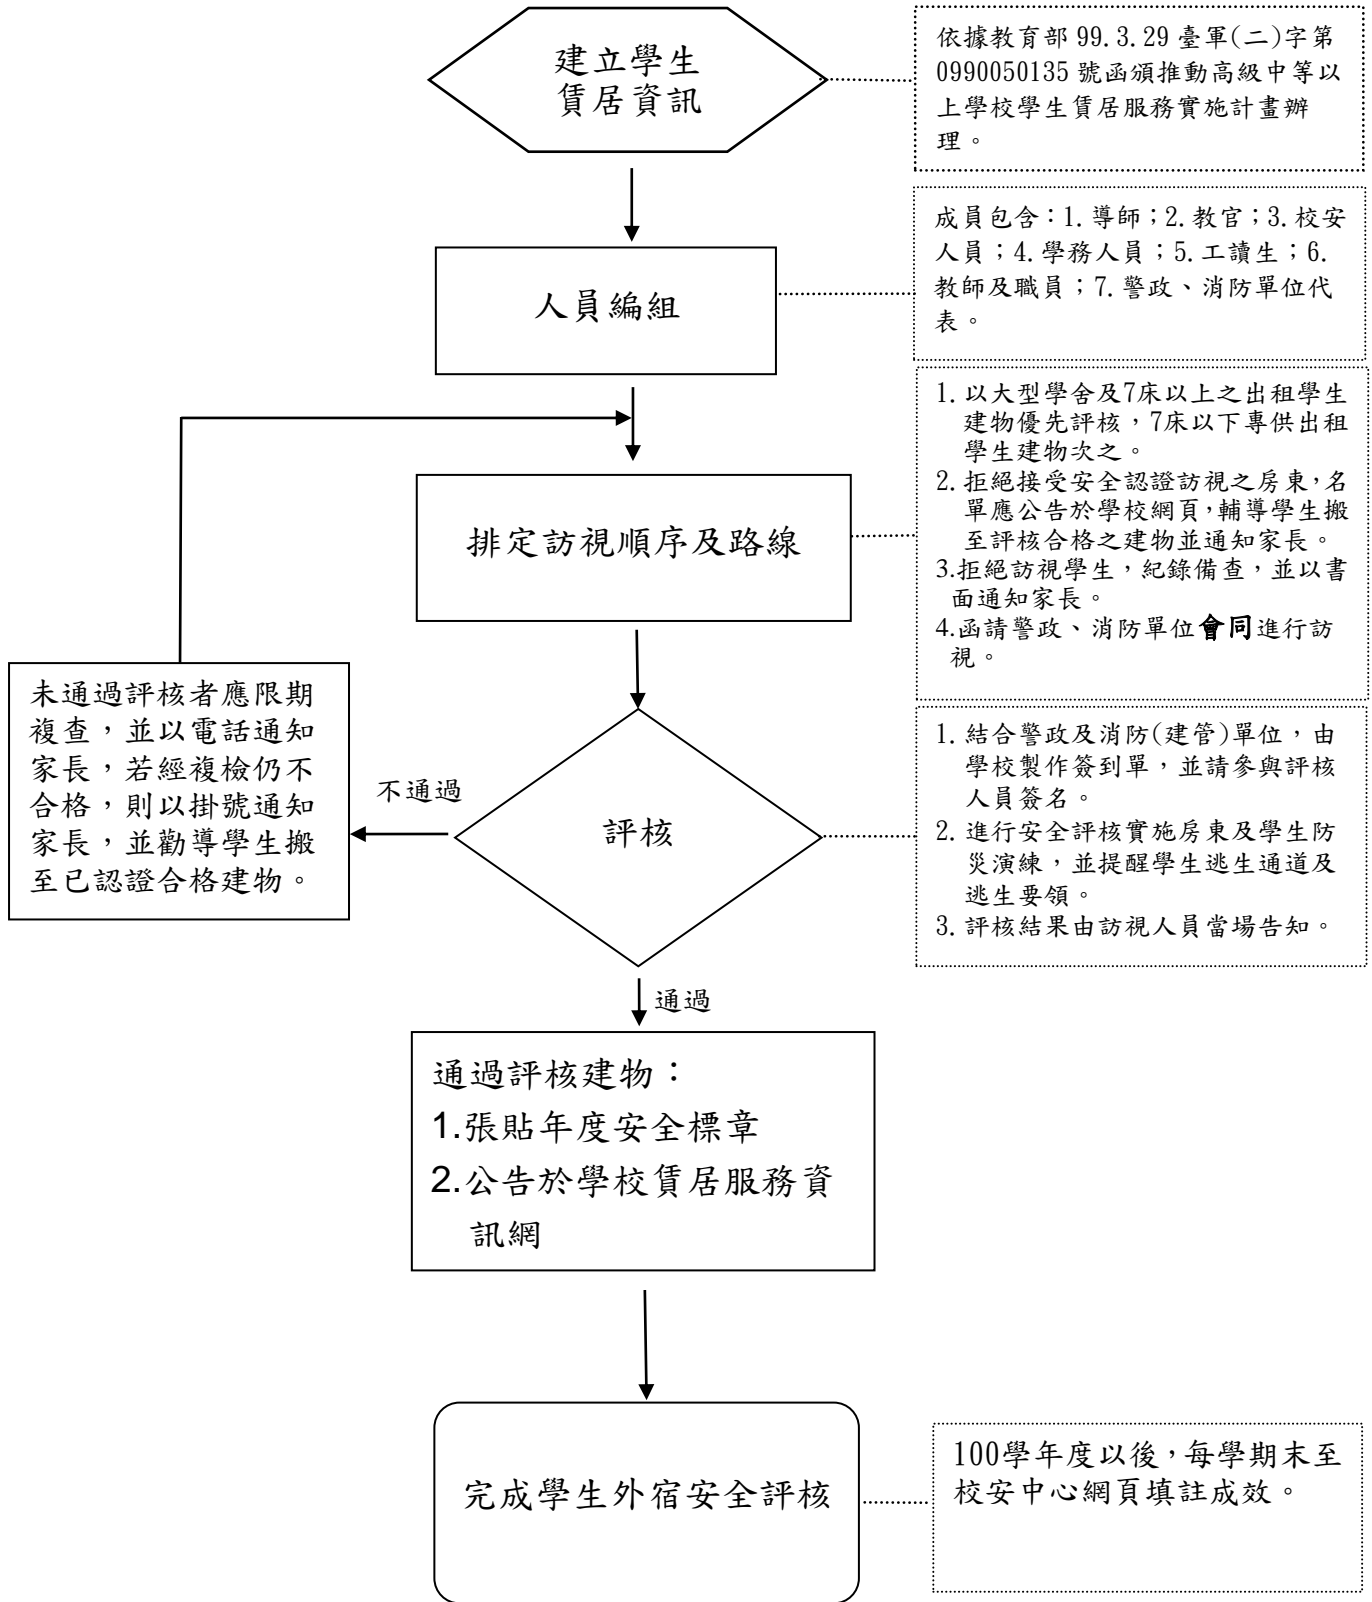 建立學生
賃居資訊
依據教育部 99.3.29 臺軍(二)字第
0990050135 號函頒推動高級中等以
上學校學生賃居服務實施計畫辦
理。
人員編組
成員包含：1.導師；2.教官；3.校安
人員；4.學務人員；5.工讀生；6.
教師及職員；7.警政、消防單位代
表。
排定訪視順序及路線
1. 以大型學舍及7床以上之出租學生
建物優先評核，7床以下專供出租
學生建物次之。
2. 拒絕接受安全認證訪視之房東，名
單應公告於學校網頁，輔導學生搬
至評核合格之建物並通知家長。
3.拒絕訪視學生，紀錄備查，並以書
面通知家長。
4.函請警政、消防單位會同進行訪
視。
未通過評核者應限期
複查，並以電話通知
家長，若經複檢仍不
合格，則以掛號通知
家長，並勸導學生搬
至已認證合格建物。
不通過
評核
1. 結合警政及消防(建管)單位，由
學校製作簽到單，並請參與評核
人員簽名。
2. 進行安全評核實施房東及學生防
災演練，並提醒學生逃生通道及
逃生要領。
3. 評核結果由訪視人員當場告知。
通過
通過評核建物：
1.張貼年度安全標章
2.公告於學校賃居服務資
訊網
完成學生外宿安全評核
100學年度以後，每學期末至
校安中心網頁填註成效。